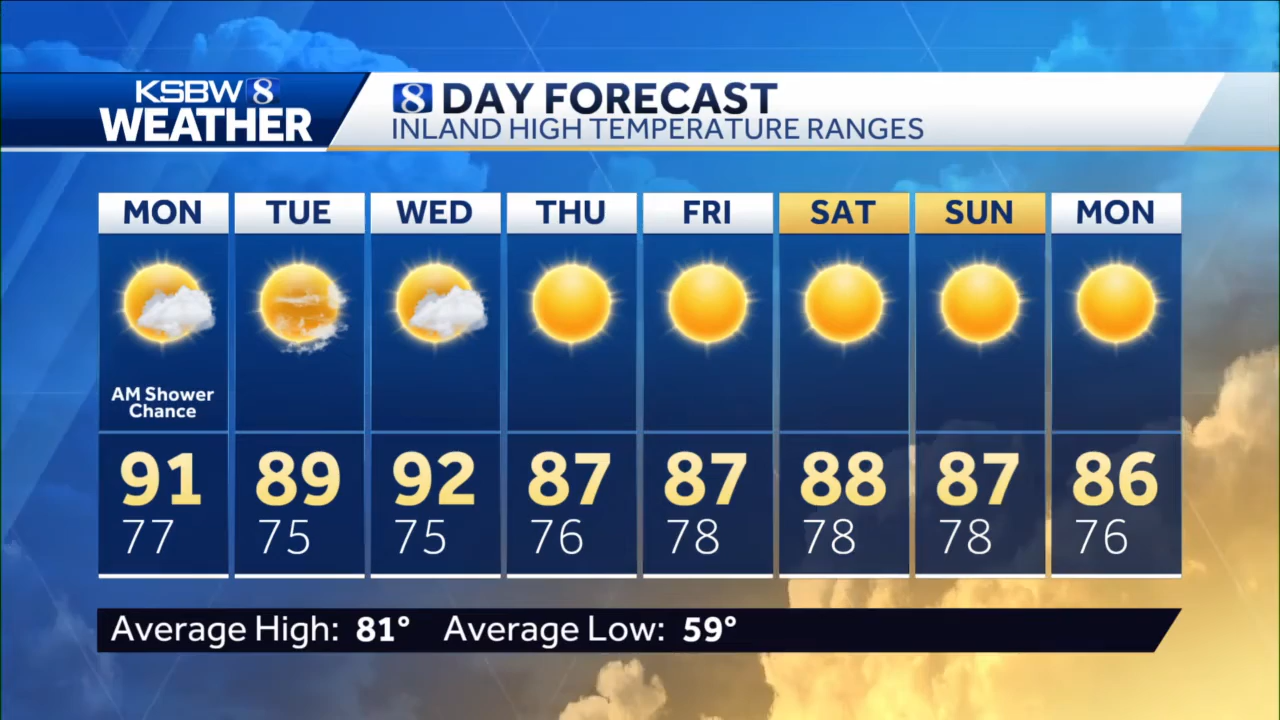 KSBW 8
WEATHER
8 DAY FORECAST
INLAND HIGH TEMPERATURE RANGES
MON TUE WED THU FRI SAT SUN MON
AM Shower
Chance
91 89 92 87 87 88 87 86
77 75 75 76 78 78 78 76
Average High: 81° Average Low: 59°